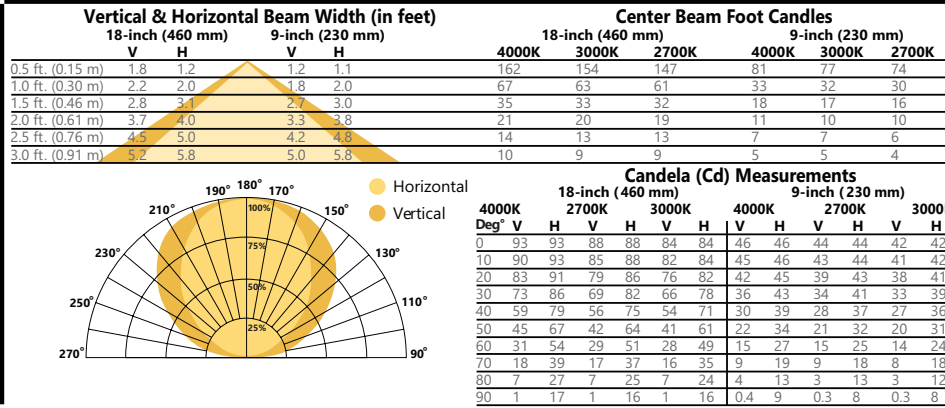 Vertical & Horizontal Beam Width (in feet)
18-inch (460 mm) 9-inch (230 mm)
V H V H
0.5 ft. (0.15 m) 1.8 1.2 1.2 1.1
1.0 ft. (0.30 m) 2.2 2.0 1.8 2.0
1.5 ft. (0.46 m) 2.8 3.1 2.7 3.0
2.0 ft. (0.61 m) 3.7 4.0 3.3 3.8
2.5 ft. (0.76 m) 4.5 5.0 4.2 4.8
3.0 ft. (0.91 m) 5.2 5.8 5.0 5.8
Center Beam Foot Candles
18-inch (460 mm) 9-inch (230 mm)
4000K 3000K 2700K 4000K 3000K 2700K
162 154 147 81 77 74
67 63 61 33 32 30
35 33 32 18 17 16
21 20 19 11 10 10
14 13 13 7 7 6
10 9 9 5 5 4
190° 180° 170°
210° 150°
230° 130°
250° 110°
270° 90°
100%
75%
50%
25%
Horizontal
Vertical
Candela (Cd) Measurements
18-inch (460 mm) 9-inch (230 mm)
4000K 2700K 3000K 4000K 2700K 3000
Deg° V H V H V H V H V H V H
0 93 93 88 88 84 84 46 46 44 44 42 42
10 90 93 85 88 82 84 45 46 43 44 41 42
20 83 91 79 86 76 82 42 45 39 43 38 41
30 73 86 69 82 66 78 36 43 34 41 33 39
40 59 79 56 75 54 71 30 39 28 37 27 36
50 45 67 42 64 41 61 22 34 21 32 20 31
60 31 54 29 51 28 49 15 27 15 25 14 24
70 18 39 17 37 16 35 9 19 9 18 8 18
80 7 27 7 25 7 24 4 13 3 13 3 12
90 1 17 1 16 1 16 0.4 9 0.3 8 0.3 8